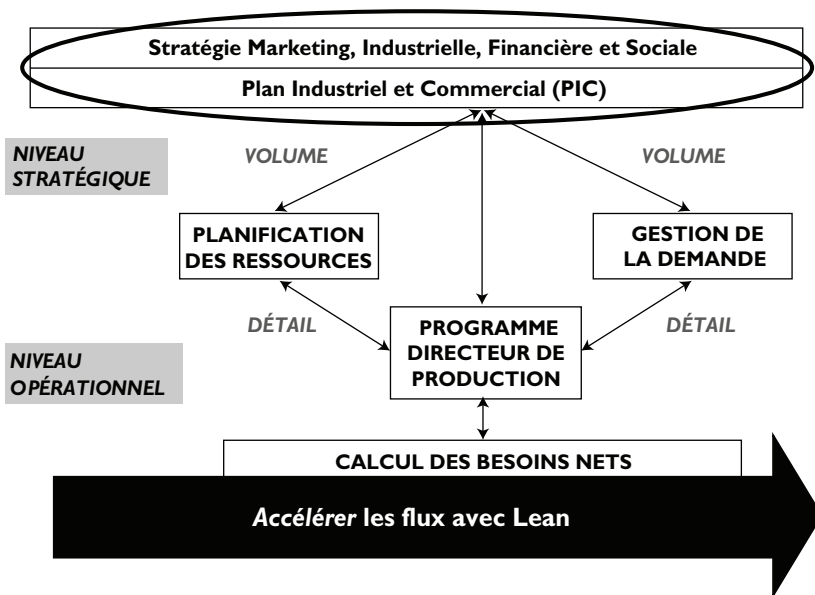 Stratégie Marketing, Industrielle, Financière et Sociale
Plan Industriel et Commercial (PIC)
NIVEAU
STRATÉGIQUE
VOLUME
VOLUME
PLANIFICATION
DES RESSOURCES
GESTION DE
LA DEMANDE
DÉTAIL
DÉTAIL
PROGRAMME
DIRECTEUR DE
PRODUCTION
NIVEAU
OPÉRATIONNEL
CALCUL DES BESOINS NETS
Accélérer les flux avec Lean